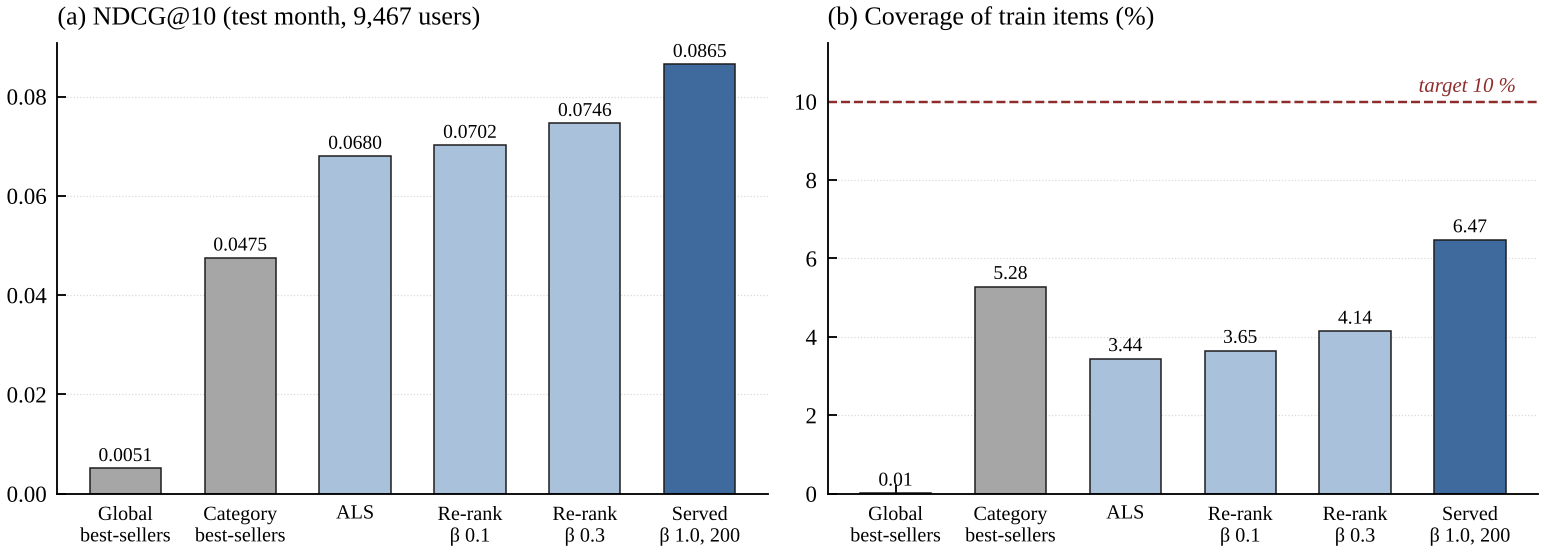 (a) NDCG@10 (test month, 9,467 users)
0.08
0.06
0.04
0.02
0.00
0.0051
0.0475
0.0680
0.0702
0.0746
0.0865
Global
best-sellers
Category
best-sellers
ALS
Re-rank
β 0.1
Re-rank
β 0.3
Served
β 1.0, 200
(b) Coverage of train items (%)
target 10 %
10
8
6
4
2
0
0.01
5.28
3.44
3.65
4.14
6.47
Global
best-sellers
Category
best-sellers
ALS
Re-rank
β 0.1
Re-rank
β 0.3
Served
β 1.0, 200